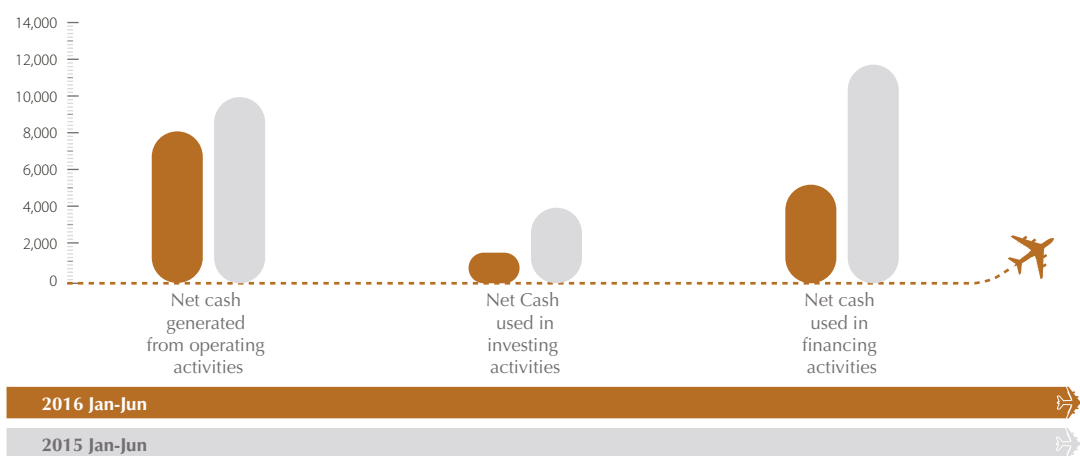 14,000
12,000
10,000
8,000
6,000
4,000
2,000
0
Net cash
generated
from operating
activities
Net Cash
used in
investing
activities
Net cash
used in
financing
activities
2016 Jan-Jun
2015 Jan-Jun